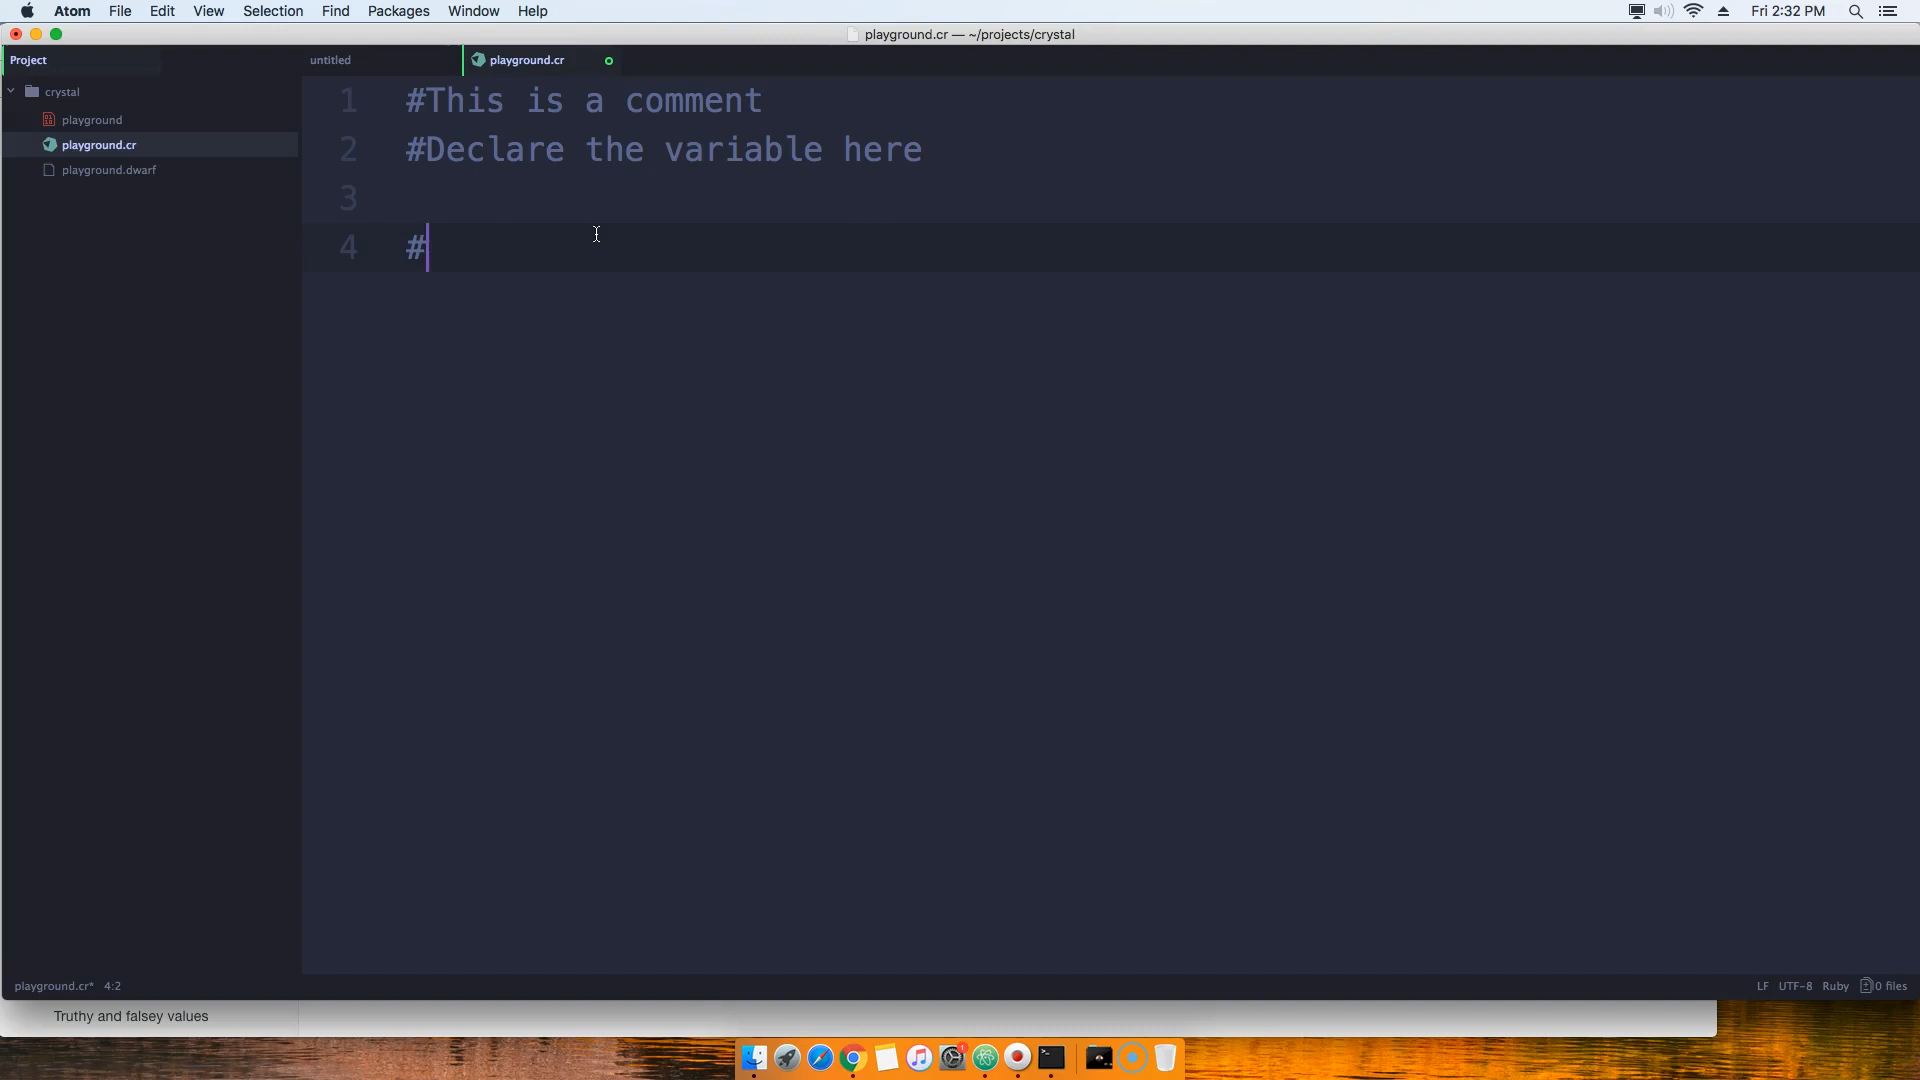 Atom File Edit View Selection Find Packages Window Help Fri 2:32 PM
playground.cr — ~/projects/crystal
Project untitled playground.cr
crystal
playground
playground.cr
playground.dwarf
1 #This is a comment
2 #Declare the variable here
3
4 #
playground.cr* 4:2 LF UTF-8 Ruby 0 files
Truthy and falsey values